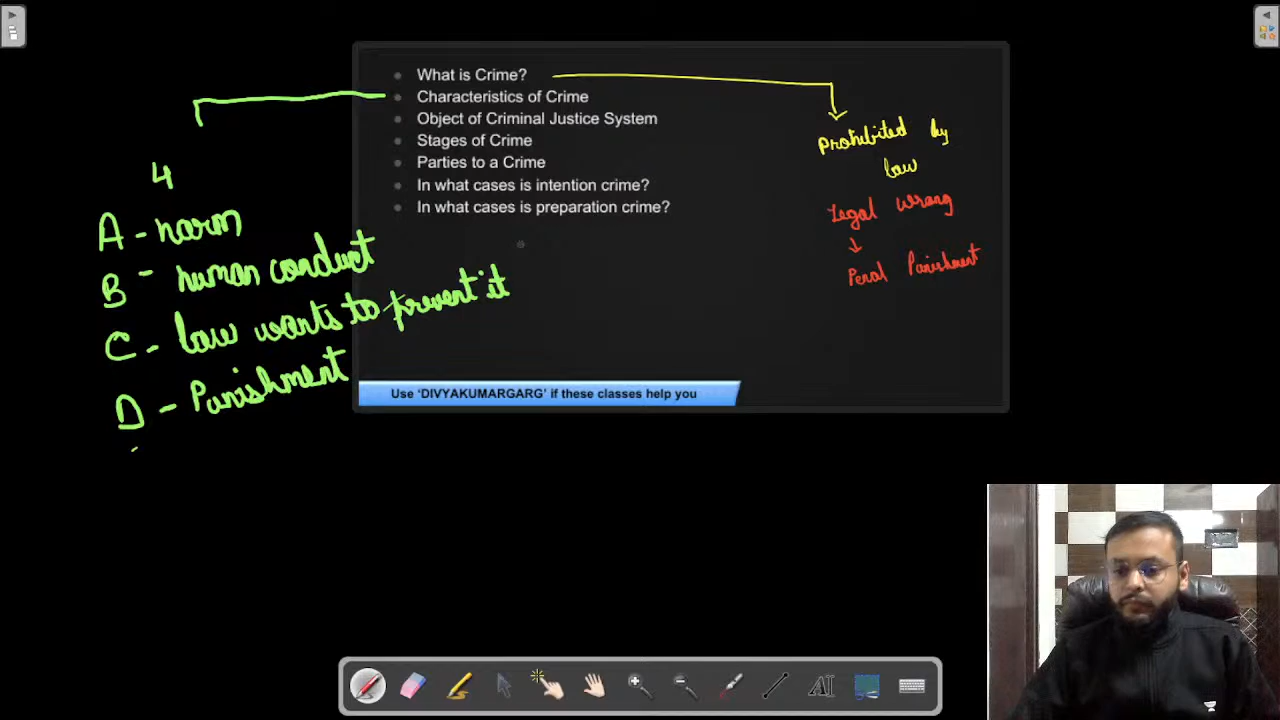 What is Crime?
Characteristics of Crime
Object of Criminal Justice System
Stages of Crime
Parties to a Crime
In what cases is intention crime?
In what cases is preparation crime?
Use ‘DIVYAKUMARGARG’ if these classes help you
4
A - harm
B - human conduct
C - law wants to prevent it
D - Punishment
Prohibited by
law
Legal wrong
Penal Punishment
AI